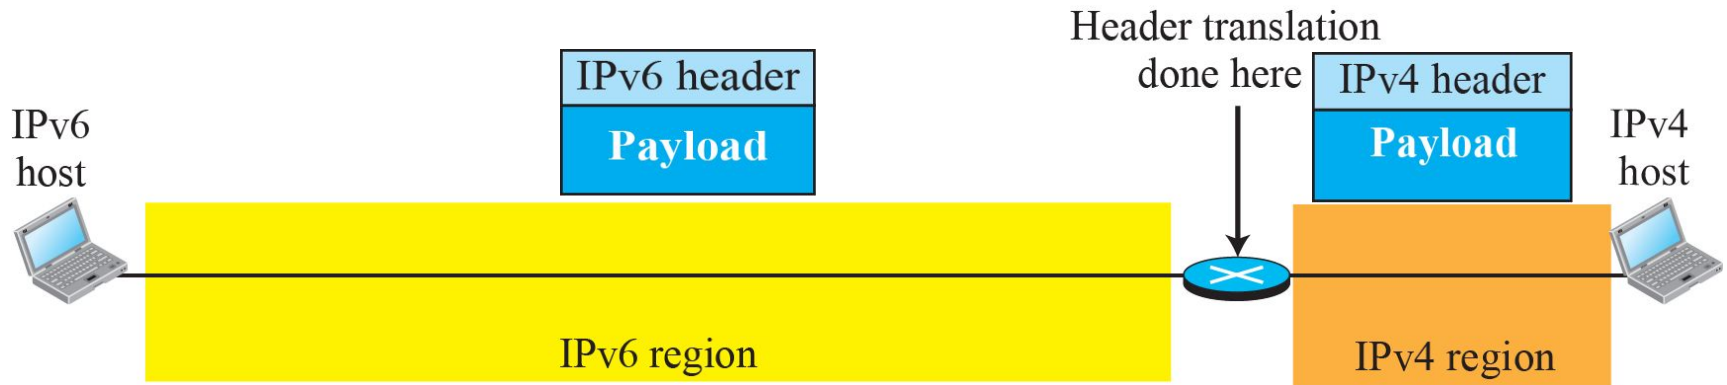 IPv6
host
IPv6 header
Payload
IPv6 region
Header translation
done here
IPv4 header
Payload
IPv4 region
IPv4
host